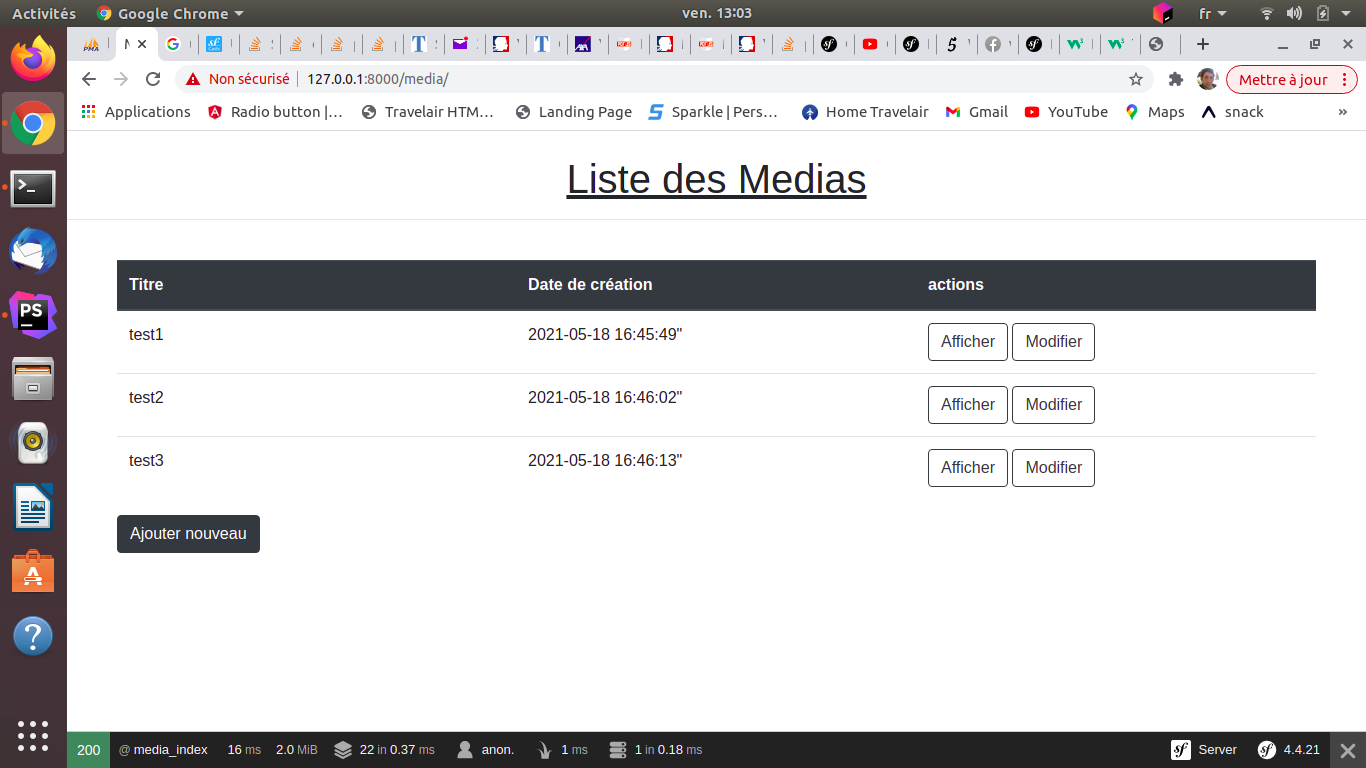 Activités Google Chrome ven. 13:03 fr
Non sécurisé 127.0.0.1:8000/media/ Mettre à jour
Applications Radio button |... Travelair HTM... Landing Page Sparkle | Pers... Home Travelair Gmail YouTube Maps snack »
Liste des Medias
Titre Date de création actions
test1 2021-05-18 16:45:49" Afficher Modifier
test2 2021-05-18 16:46:02" Afficher Modifier
test3 2021-05-18 16:46:13" Afficher Modifier
Ajouter nouveau
200 @ media_index 16 ms 2.0 MiB 22 in 0.37 ms anon. 1 ms 1 in 0.18 ms Server 4.4.21